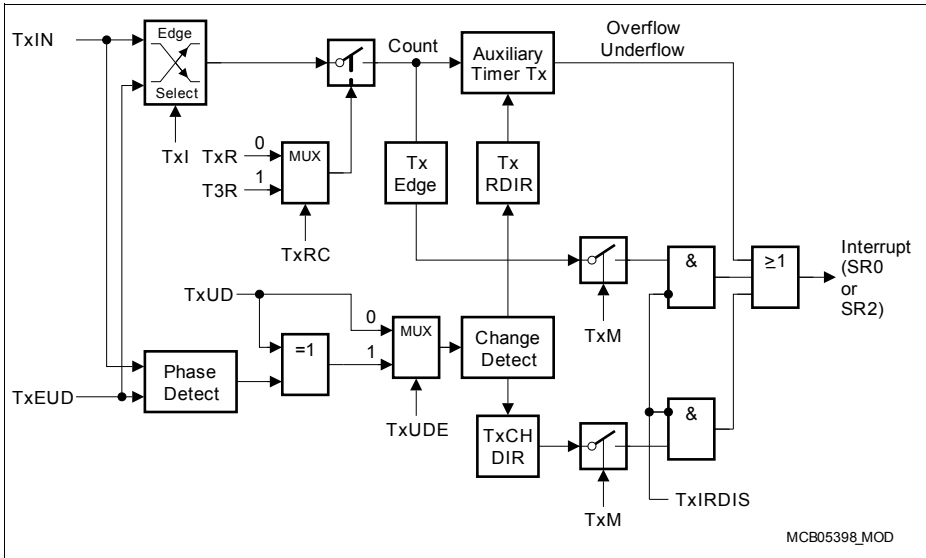 TxIN
Edge
Select
TxI
Count
Auxiliary
Timer Tx
Overflow
Underflow
TxR
0
T3R
1
MUX
TxRC
Tx
Edge
Tx
RDIR
TxM
&
≥1
Interrupt
(SR0
or
SR2)
TxUD
0
=1
1
MUX
TxUDE
Change
Detect
TxEUD
Phase
Detect
TxCH
DIR
TxM
&
TxIRDIS
MCB05398_MOD